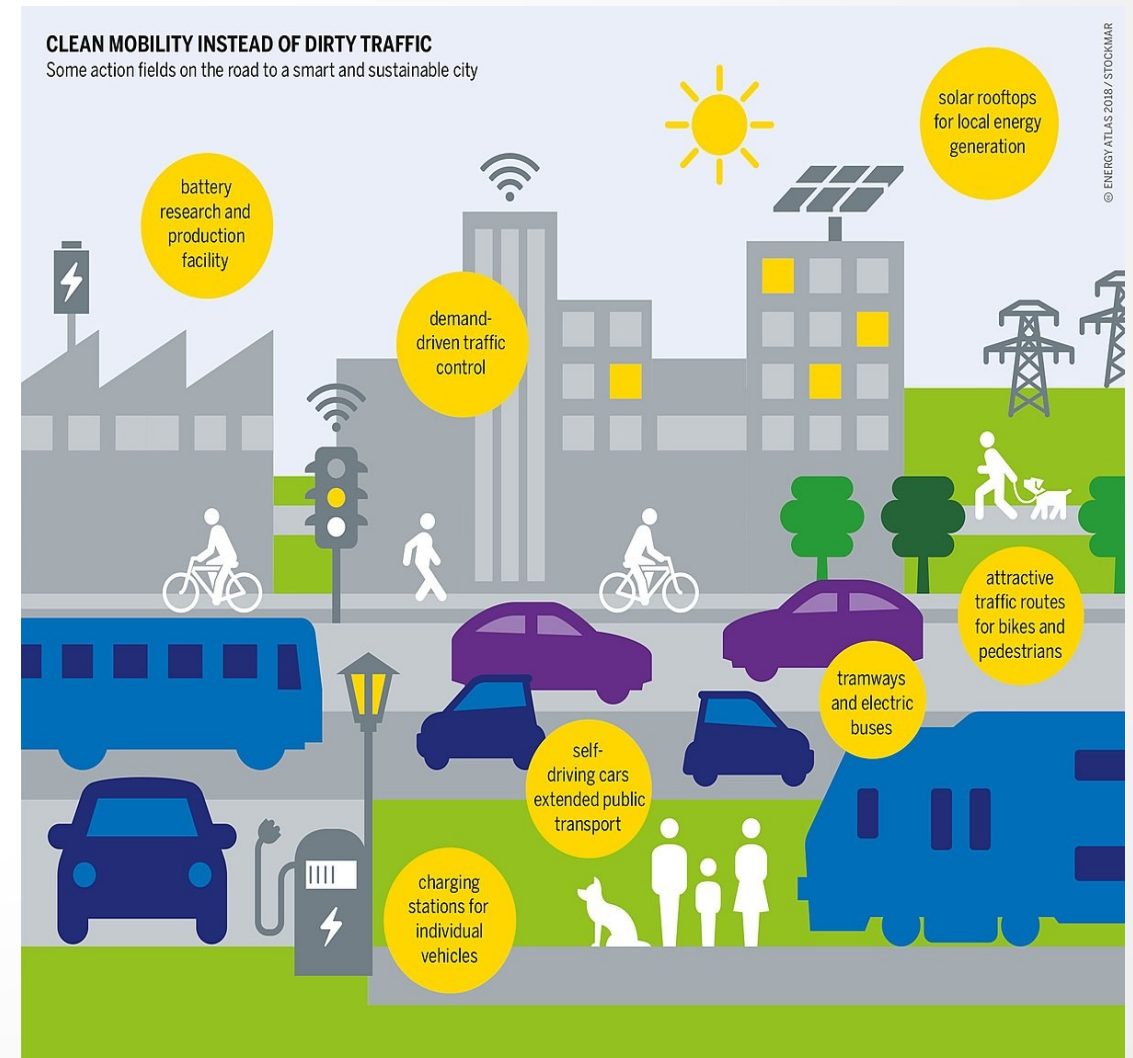 CLEAN MOBILITY INSTEAD OF DIRTY TRAFFIC
Some action fields on the road to a smart and sustainable city
© ENERGY ATLAS 2018 / STOCKMAR
solar rooftops
for local energy
generation
battery
research and
production
facility
demand-
driven traffic
control
attractive
traffic routes
for bikes and
pedestrians
tramways
and electric
buses
self-
driving cars
extended public
transport
charging
stations for
individual
vehicles